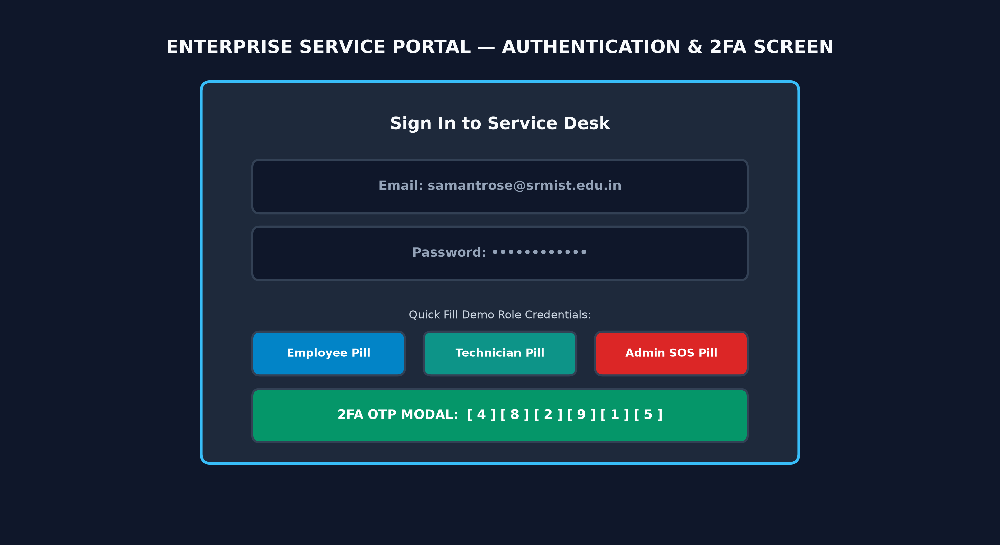 ENTERPRISE SERVICE PORTAL — AUTHENTICATION & 2FA SCREEN
Sign In to Service Desk
Email: samantrose@srmist.edu.in
Password: ••••••••••••
Quick Fill Demo Role Credentials:
Employee Pill
Technician Pill
Admin SOS Pill
2FA OTP MODAL: [ 4 ] [ 8 ] [ 2 ] [ 9 ] [ 1 ] [ 5 ]